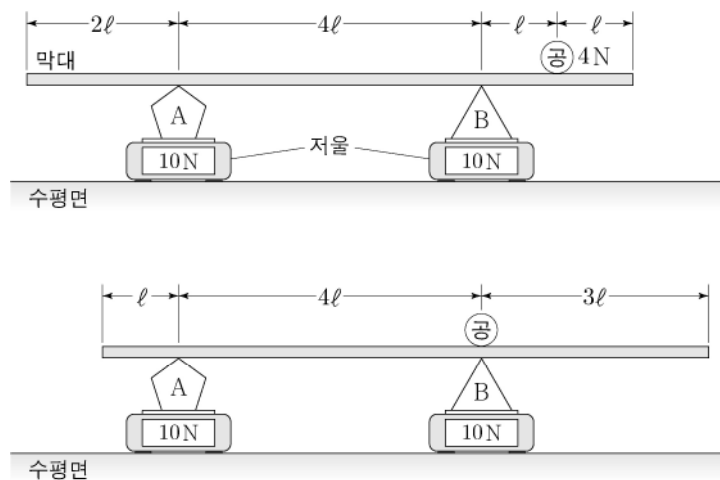 2ℓ 4ℓ ℓ ℓ
막대 공 4N
A B
10N 저울 10N
수평면
ℓ 4ℓ 3ℓ
공
A B
10N 10N
수평면